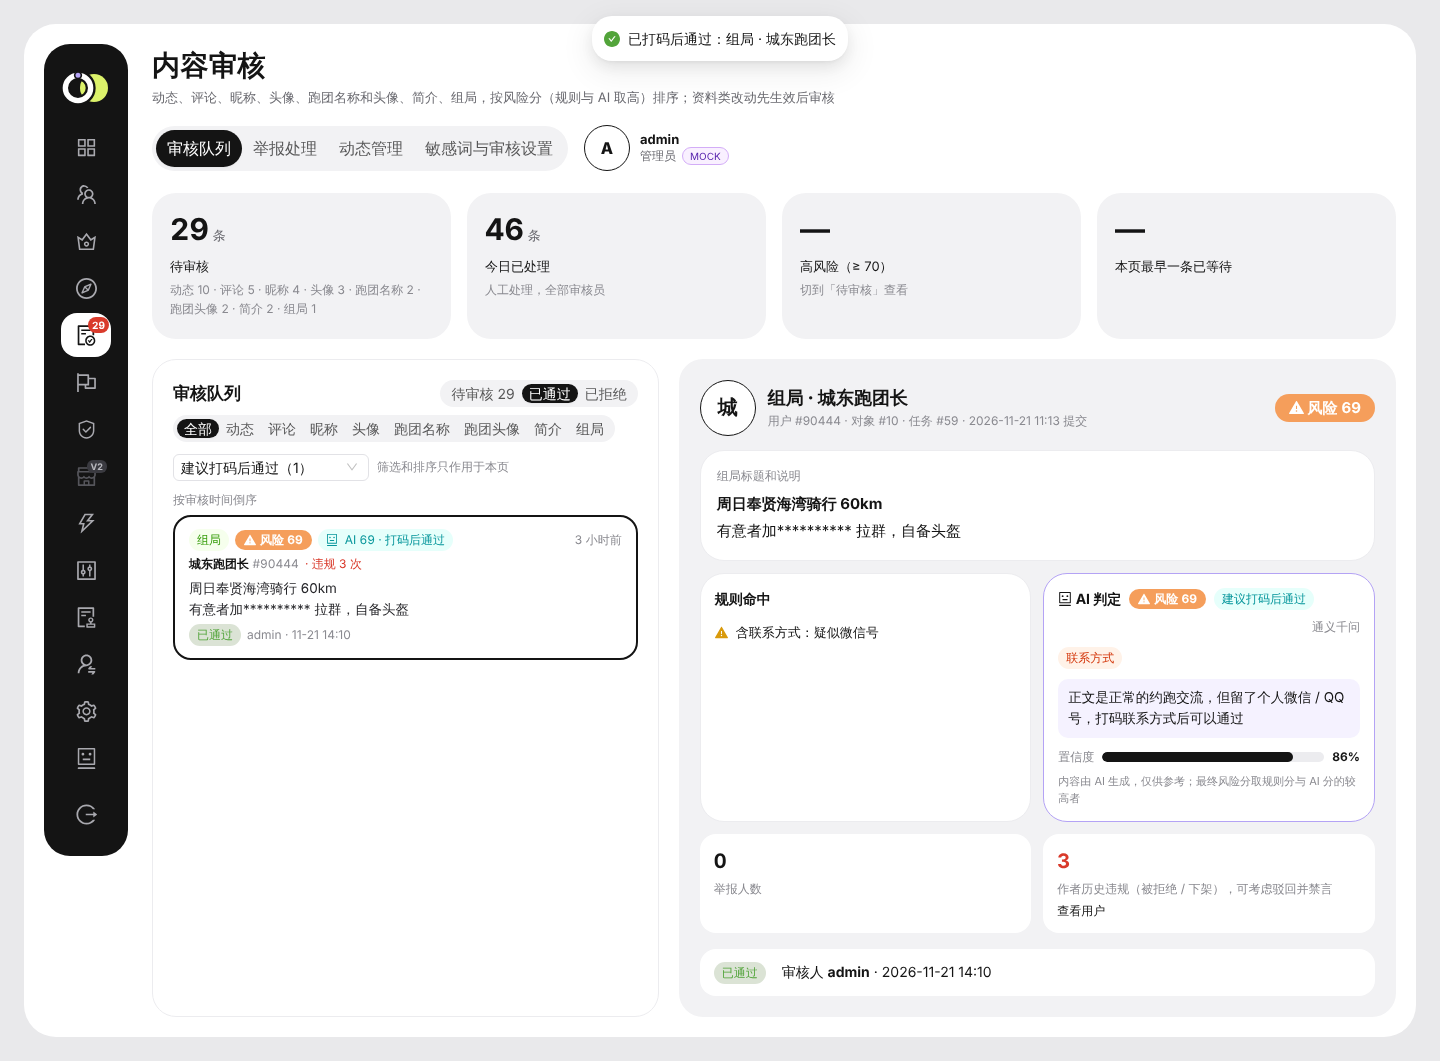 已打码后通过：组局 · 城东跑团长
内容审核
动态、评论、昵称、头像、跑团名称和头像、简介、组局，按风险分（规则与 AI 取高）排序；资料类改动先生效后审核
审核队列 举报处理 动态管理 敏感词与审核设置
A
admin
管理员 MOCK
29
V2
29 条
待审核
动态 10 · 评论 5 · 昵称 4 · 头像 3 · 跑团名称 2 ·
跑团头像 2 · 简介 2 · 组局 1
46 条
今日已处理
人工处理，全部审核员
—
高风险（≥ 70）
切到「待审核」查看
—
本页最早一条已等待
审核队列
待审核 29 已通过 已拒绝
全部 动态 评论 昵称 头像 跑团名称 跑团头像 简介 组局
建议打码后通过（1） 筛选和排序只作用于本页
按审核时间倒序
组局 风险 69 AI 69 · 打码后通过 3 小时前
城东跑团长 #90444 · 违规 3 次
周日奉贤海湾骑行 60km
有意者加********** 拉群，自备头盔
已通过 admin · 11-21 14:10
城
组局 · 城东跑团长
用户 #90444 · 对象 #10 · 任务 #59 · 2026-11-21 11:13 提交
风险 69
组局标题和说明
周日奉贤海湾骑行 60km
有意者加********** 拉群，自备头盔
规则命中
含联系方式：疑似微信号
AI 判定 风险 69 建议打码后通过
通义千问
联系方式
正文是正常的约跑交流，但留了个人微信 / QQ
号，打码联系方式后可以通过
置信度 86%
内容由 AI 生成，仅供参考；最终风险分取规则分与 AI 分的较
高者
0
举报人数
3
作者历史违规（被拒绝 / 下架），可考虑驳回并禁言
查看用户
已通过 审核人 admin · 2026-11-21 14:10